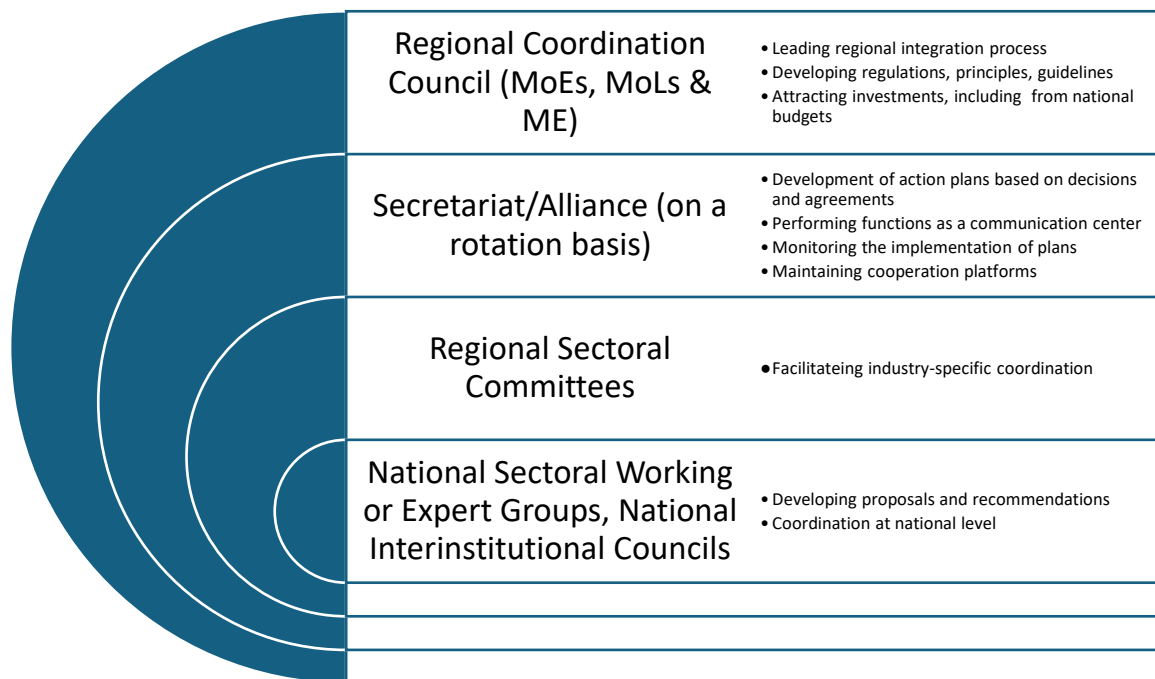 Regional Coordination
Council (MoEs, MoLs &
ME)
• Leading regional integration process
• Developing regulations, principles, guidelines
• Attracting investments, including from national
budgets
Secretariat/Alliance (on a
rotation basis)
• Development of action plans based on decisions
and agreements
• Performing functions as a communication center
• Monitoring the implementation of plans
• Maintaining cooperation platforms
Regional Sectoral
Committees
• Facilitateing industry-specific coordination
National Sectoral Working
or Expert Groups, National
Interinstitutional Councils
• Developing proposals and recommendations
• Coordination at national level